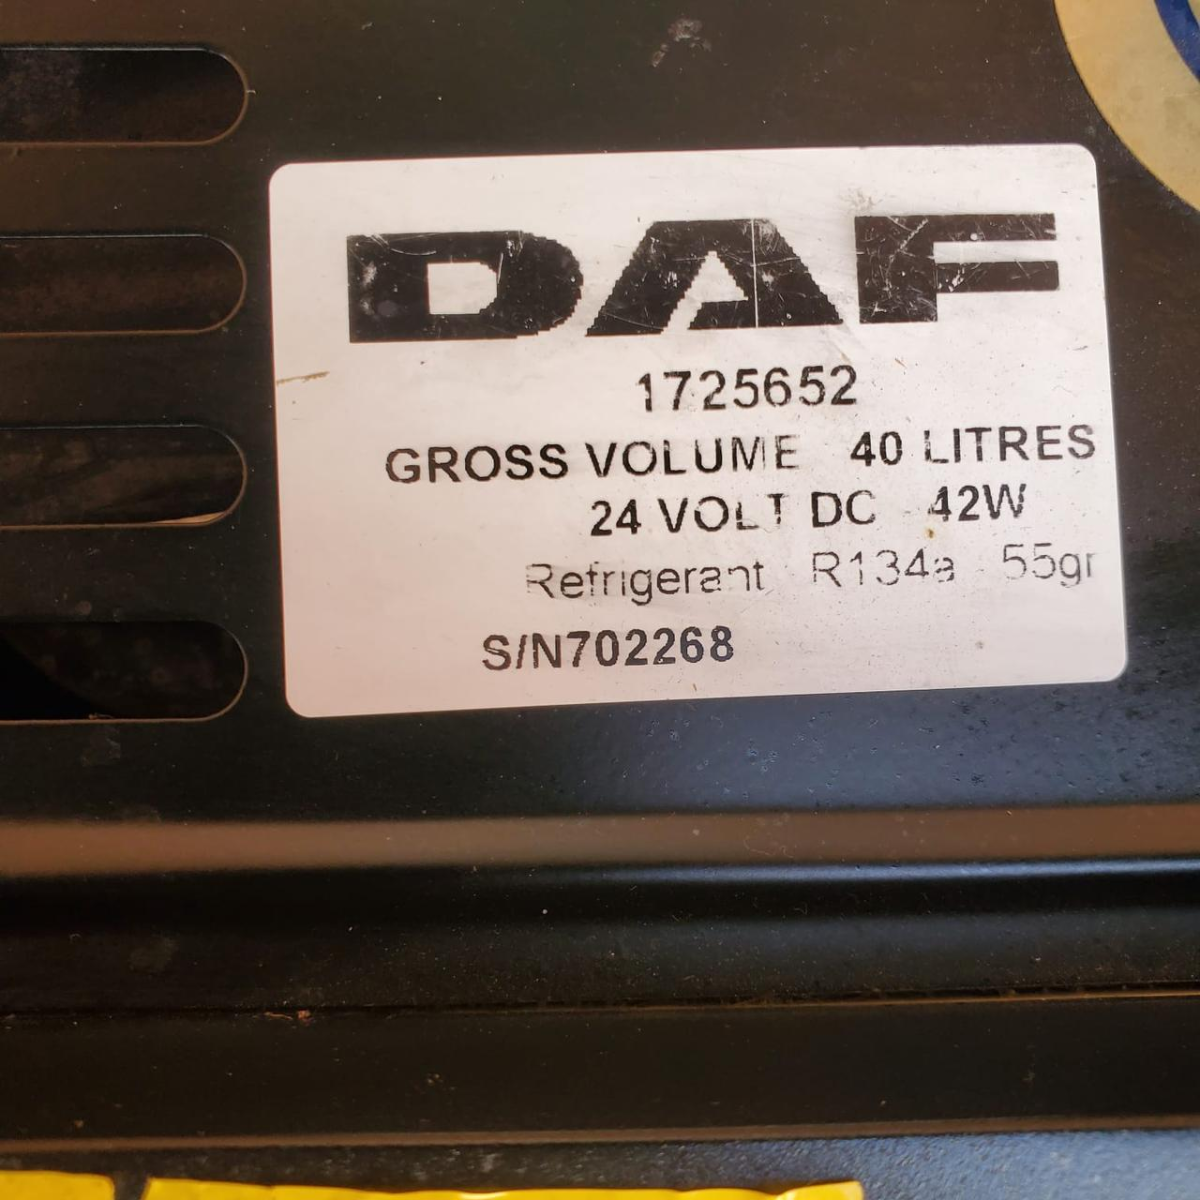 DAF
1725652
GROSS VOLUME 40 LITRES
24 VOLT DC 42W
Refrigerant R134a 55gr
S/N702268